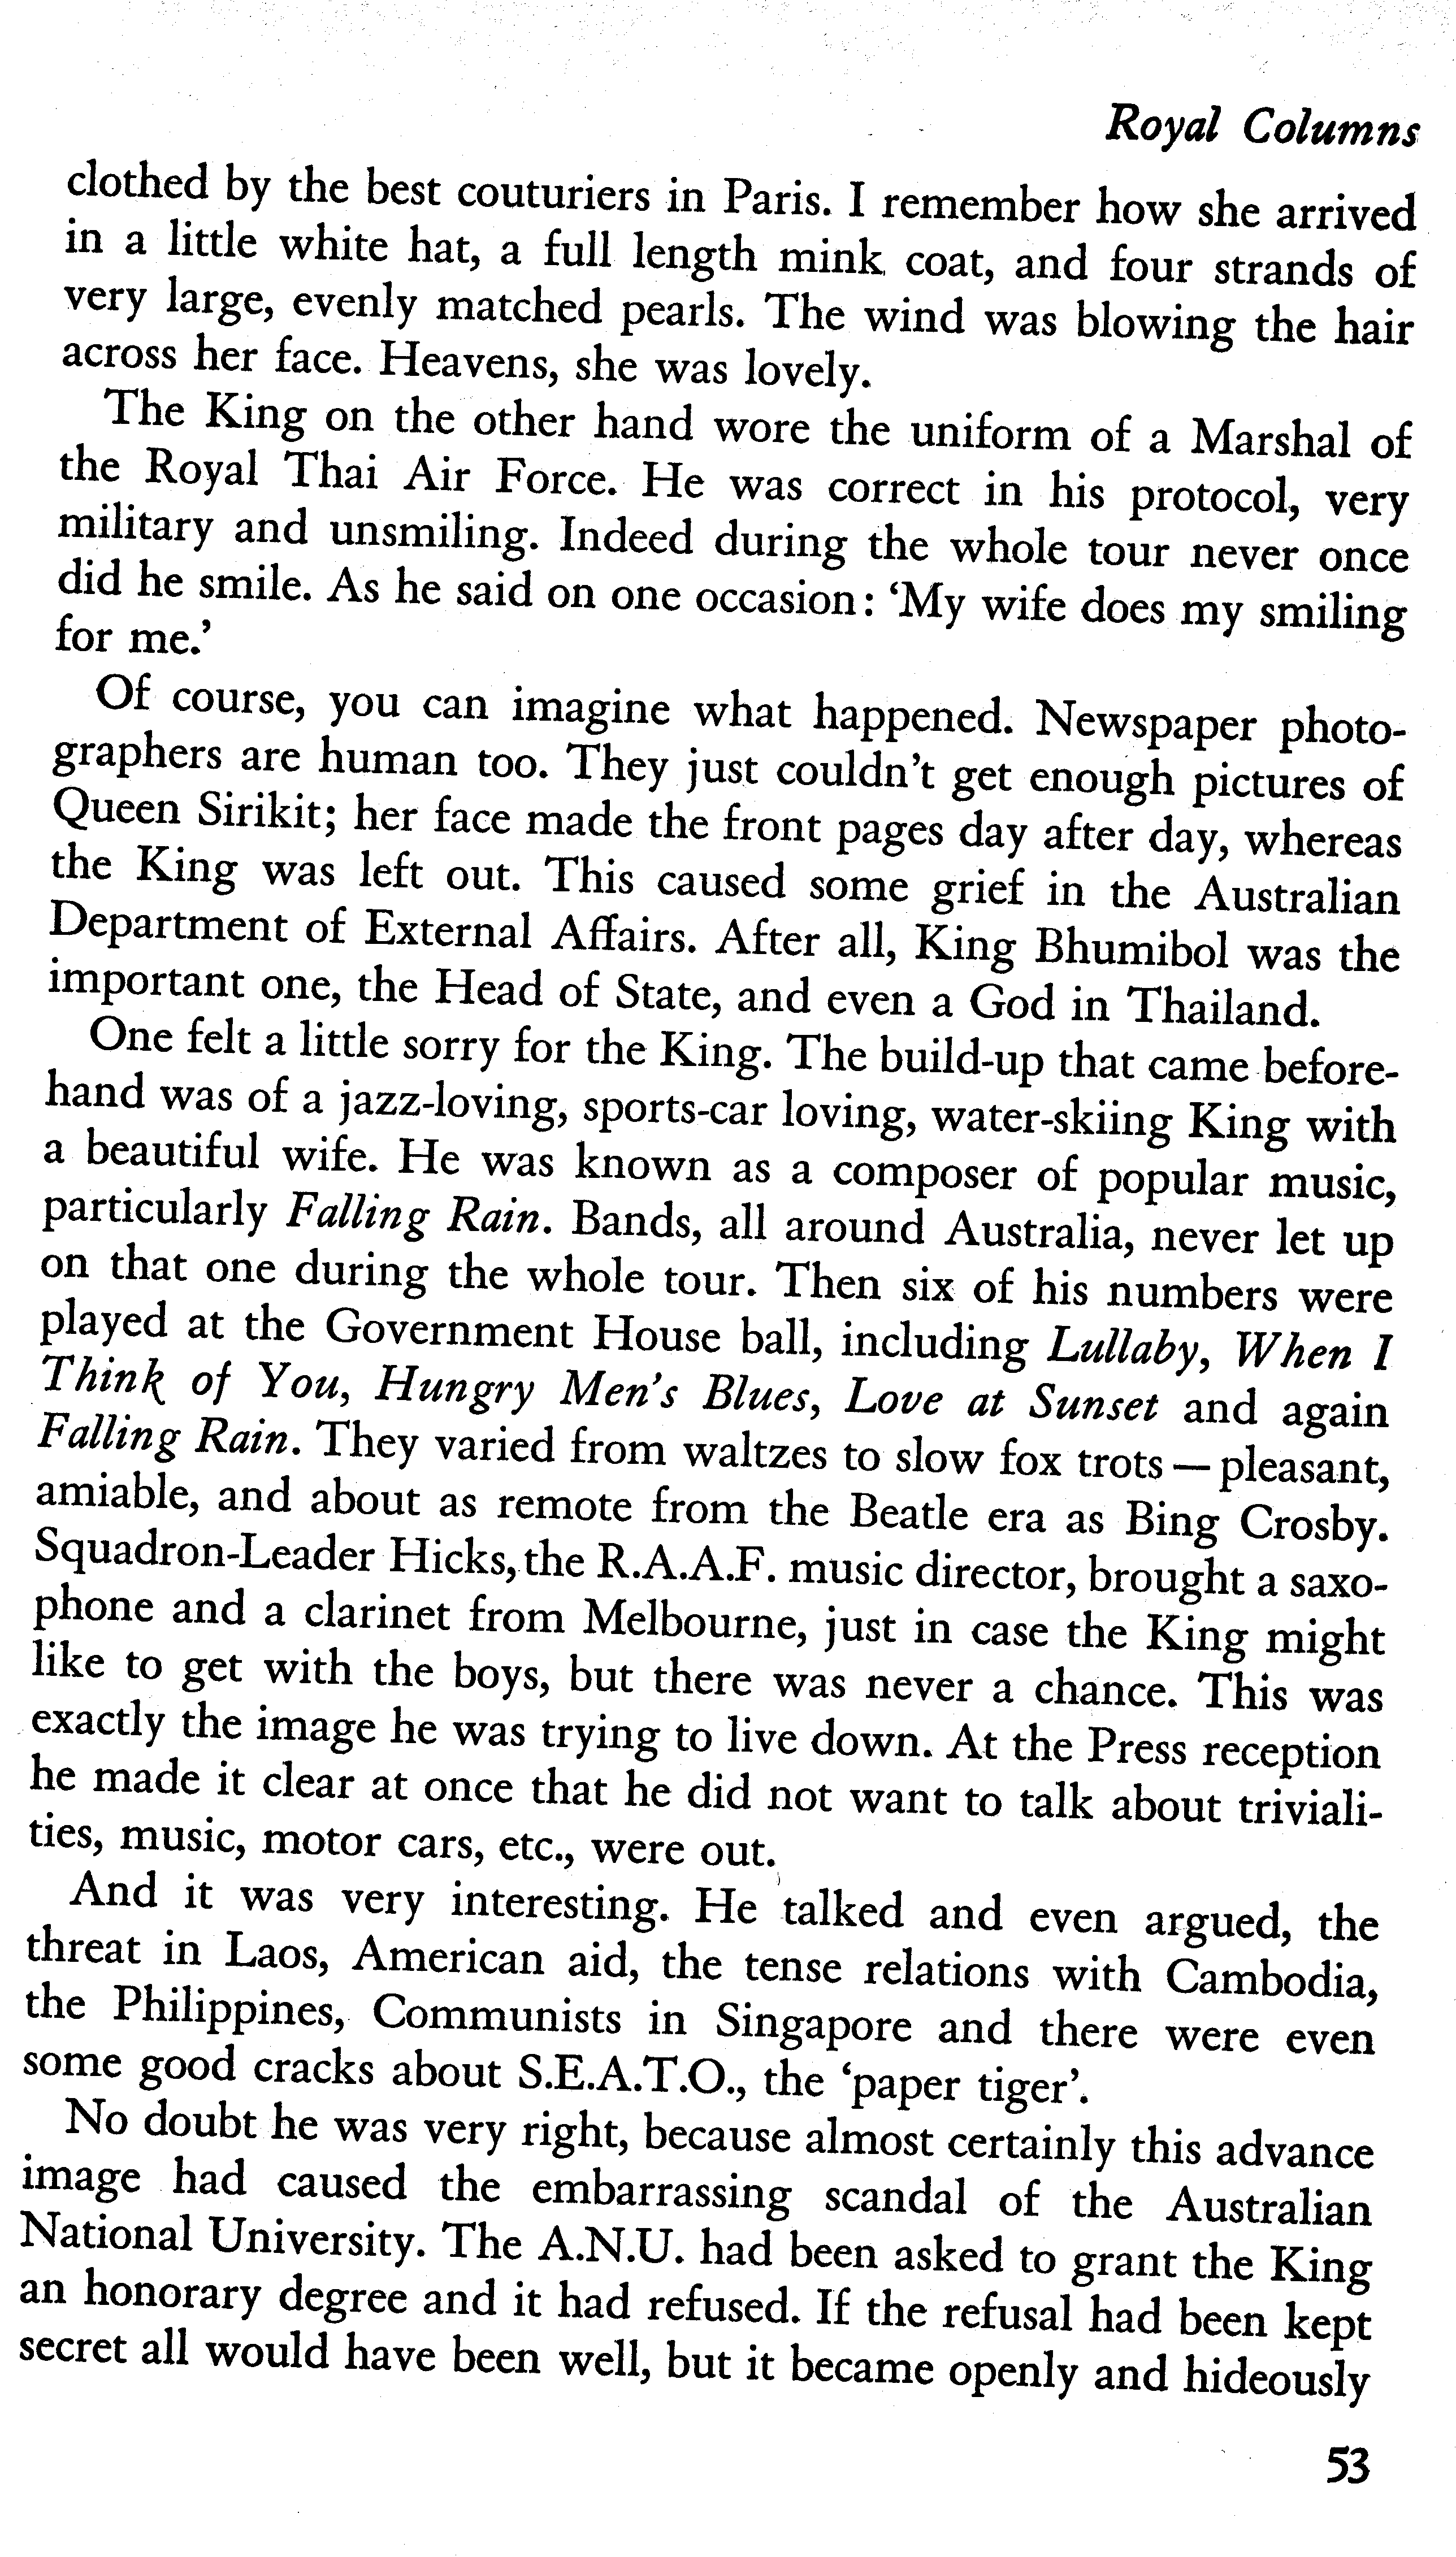 Royal Columns
clothed by the best couturiers in Paris. I remember how she arrived
in a little white hat, a full length mink coat, and four strands of
very large, evenly matched pearls. The wind was blowing the hair
across her face. Heavens, she was lovely.
The King on the other hand wore the uniform of a Marshal of
the Royal Thai Air Force. He was correct in his protocol, very
military and unsmiling. Indeed during the whole tour never once
did he smile. As he said on one occasion: ‘My wife does my smiling
for me.’
Of course, you can imagine what happened. Newspaper photo-
graphers are human too. They just couldn't get enough pictures of
Queen Sirikit; her face made the front pages day after day, whereas
the King was left out. This caused some grief in the Australian
Department of External Affairs. After all, King Bhumibol was the
important one, the Head of State, and even a God in Thailand.
One felt a little sorry for the King. The build-up that came before-
hand was of a jazz-loving, sports-car loving, water-skiing King with
a beautiful wife. He was known as a composer of popular music,
particularly Falling Rain. Bands, all around Australia, never let up
on that one during the whole tour. Then six of his numbers were
played at the Government House ball, including Lullaby, When I
Think of You, Hungry Men's Blues, Love at Sunset and again
Falling Rain. They varied from waltzes to slow fox trots — pleasant,
amiable, and about as remote from the Beatle era as Bing Crosby.
Squadron-Leader Hicks, the R.A.A.F. music director, brought a saxo-
phone and a clarinet from Melbourne, just in case the King might
like to get with the boys, but there was never a chance. This was
exactly the image he was trying to live down. At the Press reception
he made it clear at once that he did not want to talk about triviali-
ties, music, motor cars, etc., were out.
And it was very interesting. He talked and even argued, the
threat in Laos, American aid, the tense relations with Cambodia,
the Philippines, Communists in Singapore and there were even
some good cracks about S.E.A.T.O., the ‘paper tiger’.
No doubt he was very right, because almost certainly this advance
image had caused the embarrassing scandal of the Australian
National University. The A.N.U. had been asked to grant the King
an honorary degree and it had refused. If the refusal had been kept
secret all would have been well, but it became openly and hideously
53